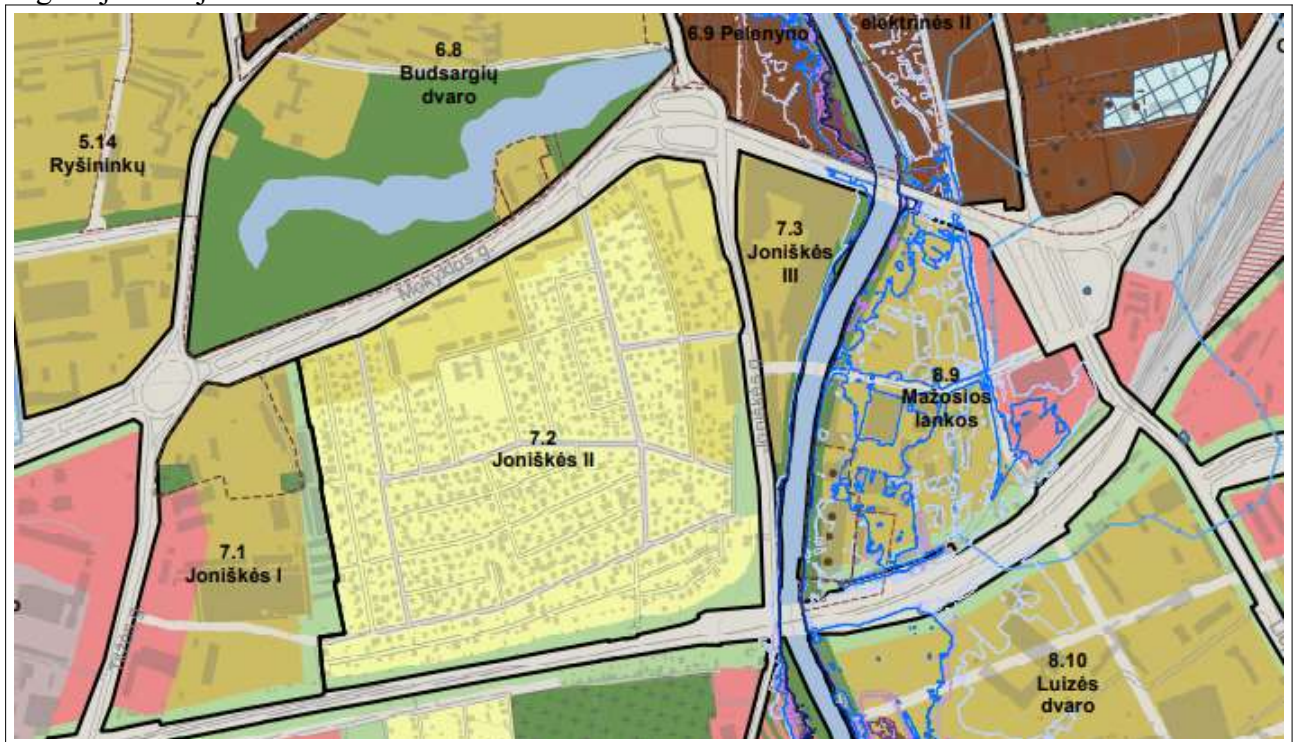 elektrinės II
6.9 Pelenyno
6.8
Budsargių
dvaro
5.14
Ryšininkų
7.3
Joniškės
III
Mokyklos g.
Joniškės g.
8.9
Mažosios
lankos
7.2
Joniškės II
7.1
Joniškės I
8.10
Luizės
dvaro